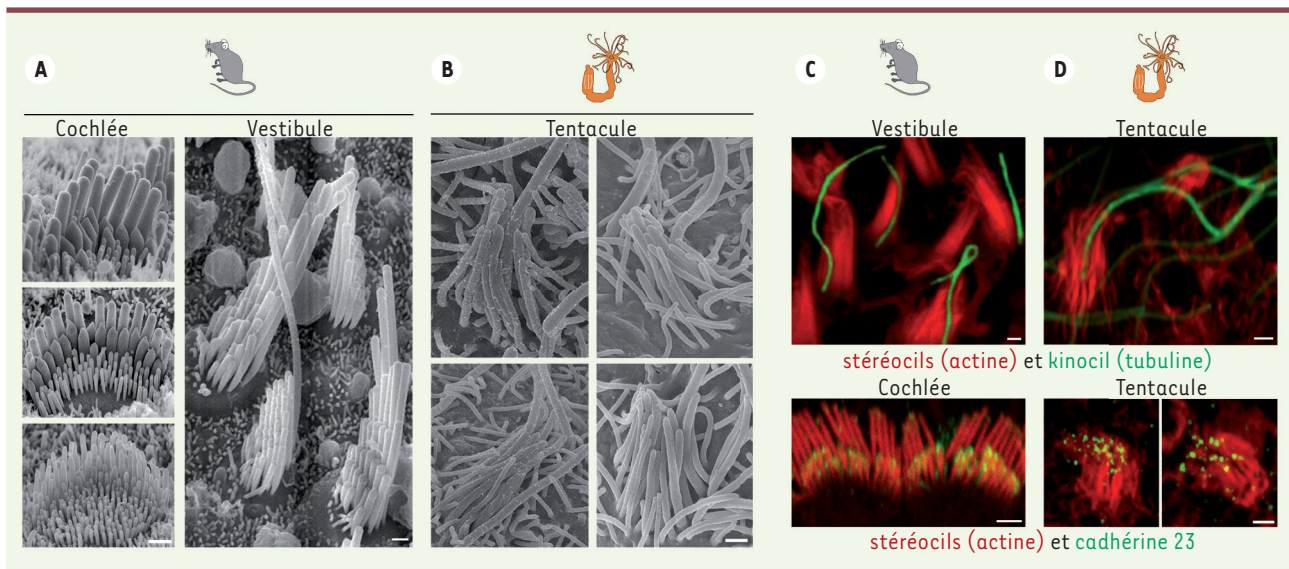 A
B
C
D
Cochlée
Vestibule
Tentacule
Vestibule
Tentacule
stéréocils (actine) et kinocil (tubuline)
Cochlée
Tentacule
stéréocils (actine) et cadhérine 23